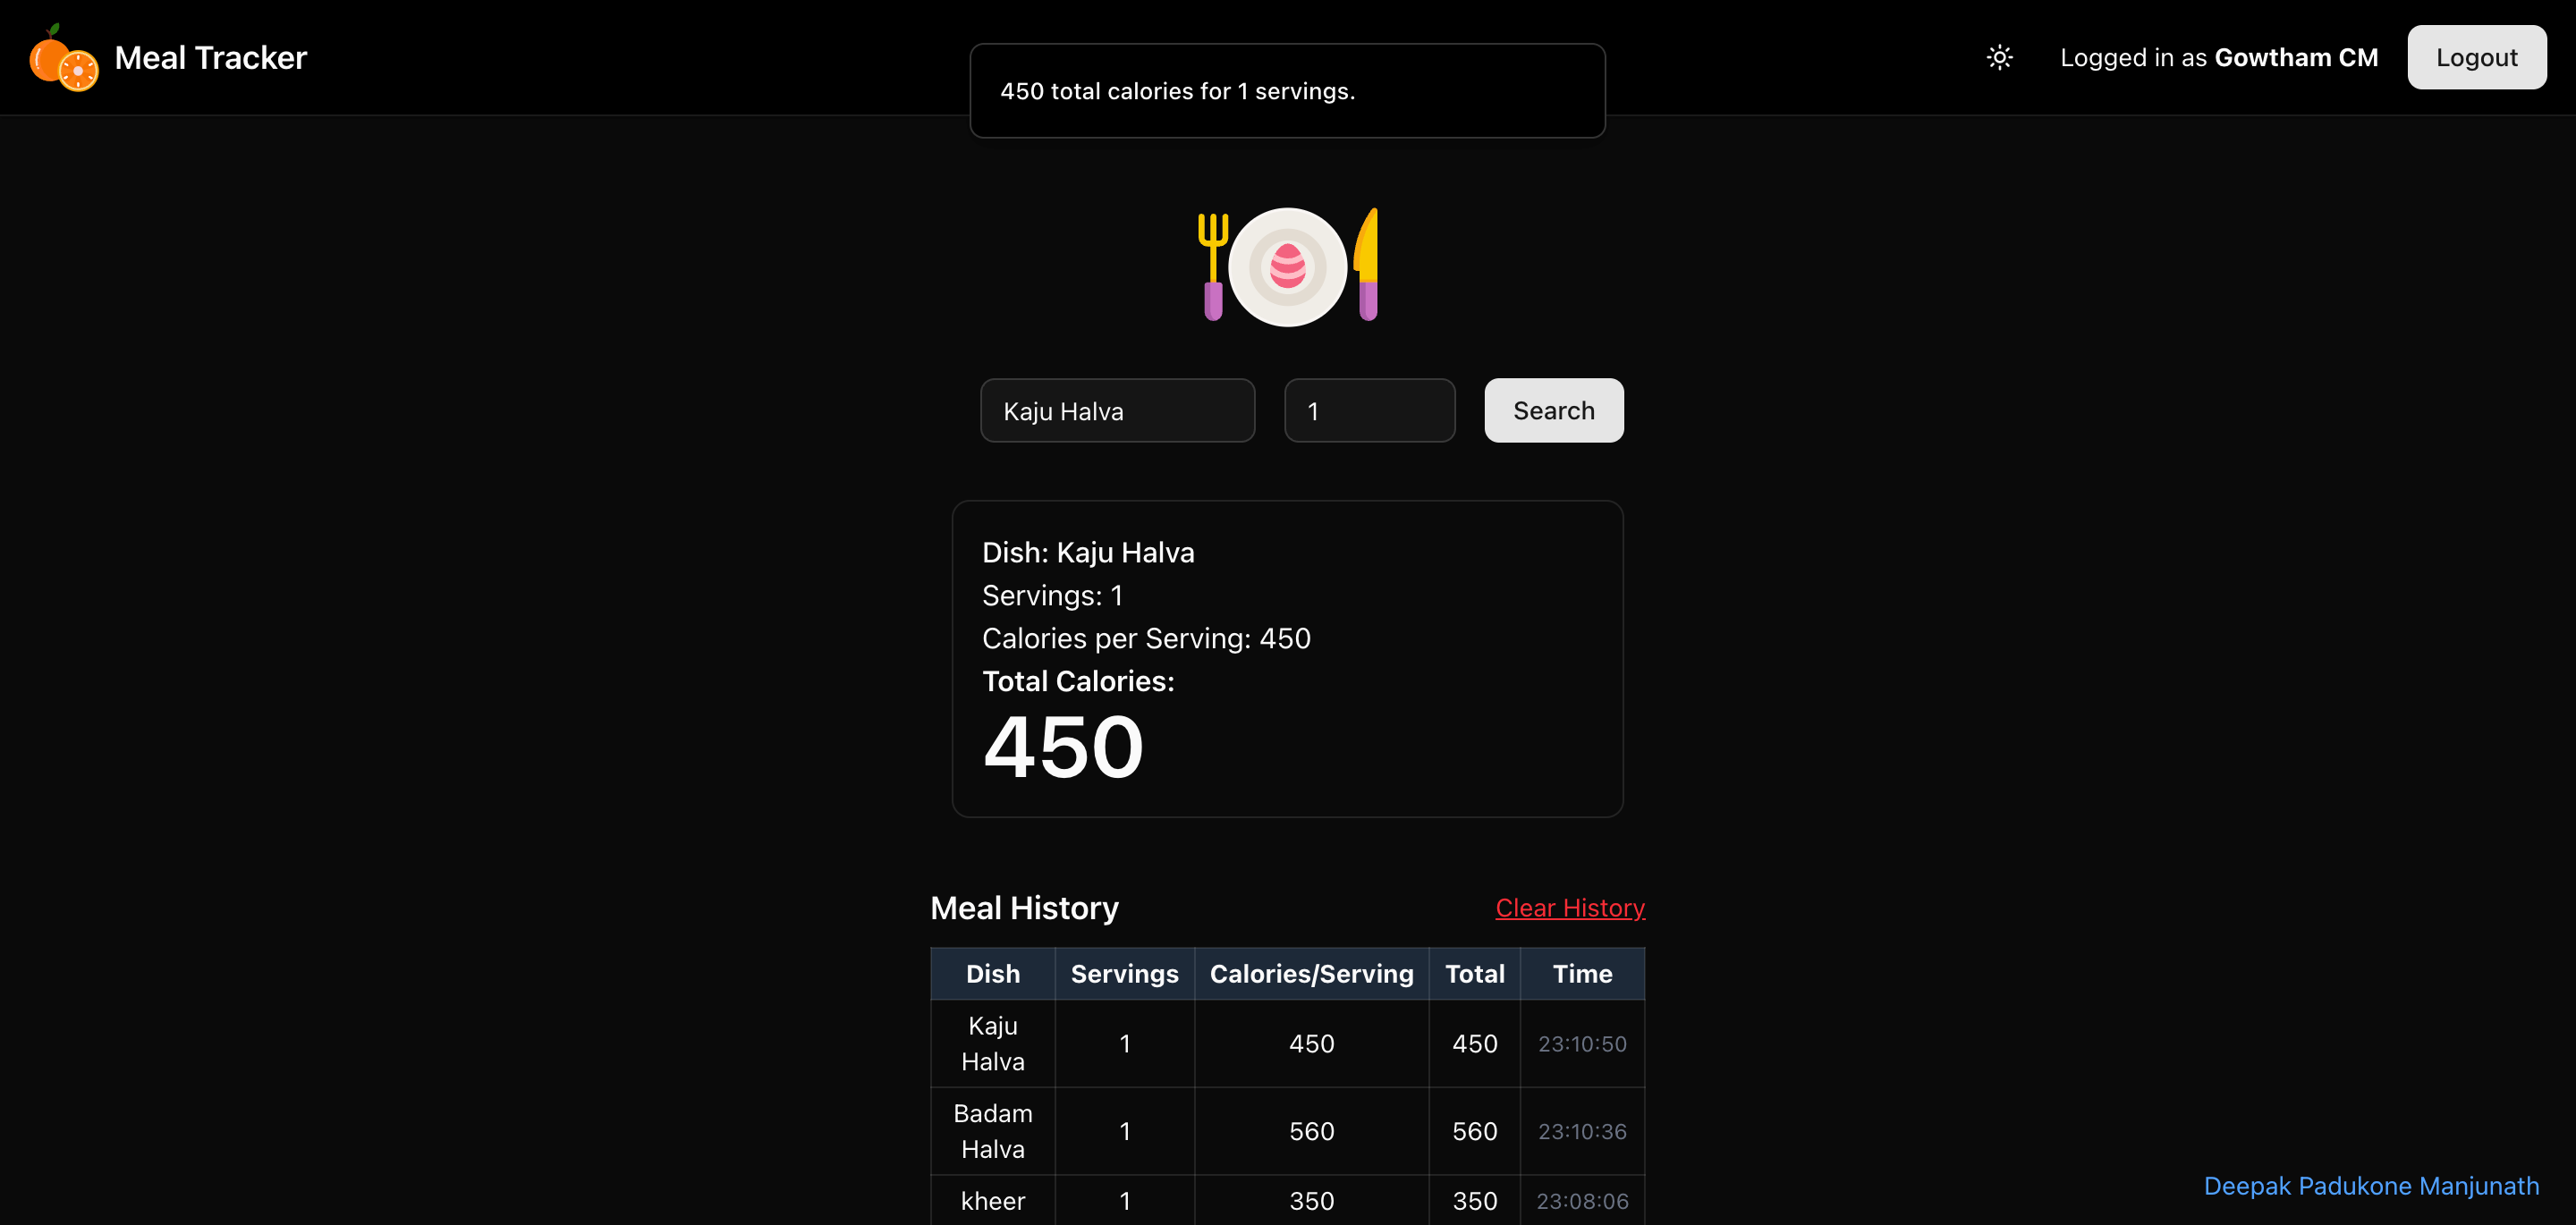 Meal Tracker
450 total calories for 1 servings.
Logged in as Gowtham CM
Logout
Kaju Halva
1
Search
Dish: Kaju Halva
Servings: 1
Calories per Serving: 450
Total Calories:
450
Meal History
Clear History
Dish Servings Calories/Serving Total Time
Kaju
Halva
1 450 450 23:10:50
Badam
Halva
1 560 560 23:10:36
kheer 1 350 350 23:08:06
Deepak Padukone Manjunath